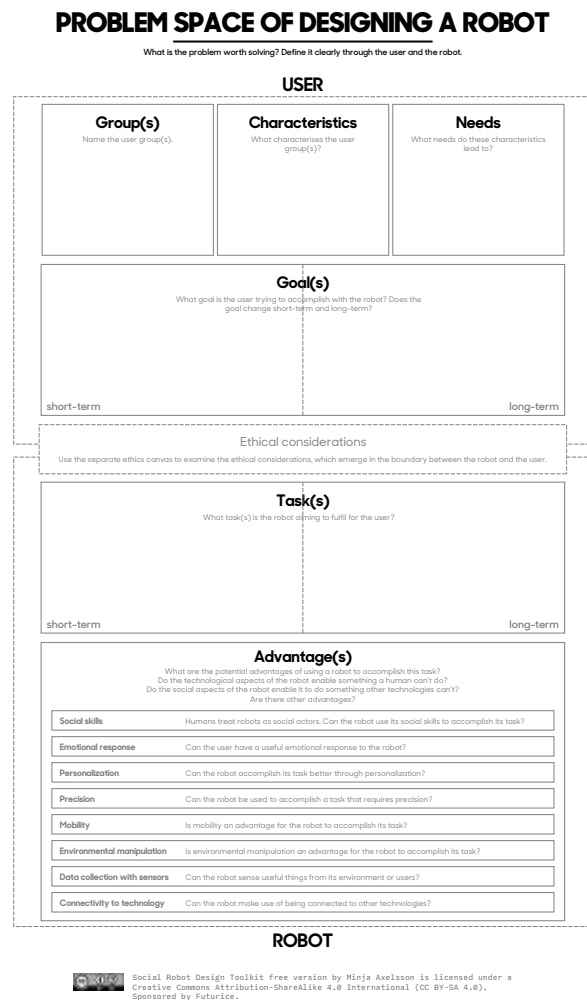 PROBLEM SPACE OF DESIGNING A ROBOT
What is the problem worth solving? Define it clearly through the user and the robot.
USER
Group(s)
Name the user group(s).
Characteristics
What characterises the user
group(s)?
Needs
What needs do these characteristics
lead to?
Goal(s)
What goal is the user trying to accomplish with the robot? Does the
goal change short-term and long-term?
short-term
long-term
Ethical considerations
Use the separate ethics canvas to examine the ethical considerations, which emerge in the boundary between the robot and the user.
Task(s)
What task(s) is the robot aiming to fulfil for the user?
short-term
long-term
Advantage(s)
What are the potential advantages of using a robot to accomplish this task?
Do the technological aspects of the robot enable something a human can't do?
Do the social aspects of the robot enable it to do something other technologies can't?
Are there other advantages?
Social skills Humans treat robots as social actors. Can the robot use its social skills to accomplish its task?
Emotional response Can the user have a useful emotional response to the robot?
Personalization Can the robot accomplish its task better through personalization?
Precision Can the robot be used to accomplish a task that requires precision?
Mobility Is mobility an advantage for the robot to accomplish its task?
Environmental manipulation Is environmental manipulation an advantage for the robot to accomplish its task?
Data collection with sensors Can the robot sense useful things from its environment or users?
Connectivity to technology Can the robot make use of being connected to other technologies?
ROBOT
Social Robot Design Toolkit free version by Minja Axelsson is licensed under a
Creative Commons Attribution-ShareAlike 4.0 International (CC BY-SA 4.0).
Sponsored by Futurice.